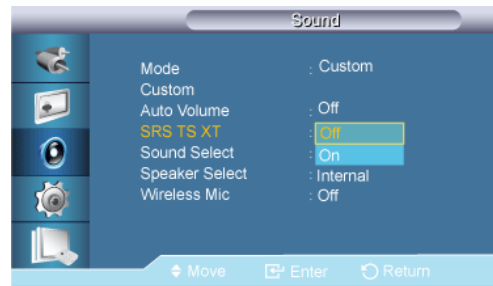 Sound
Mode : Custom
Custom
Auto Volume : Off
SRS TS XT : Off
Sound Select : On
Speaker Select : Internal
Wireless Mic : Off
Move Enter Return